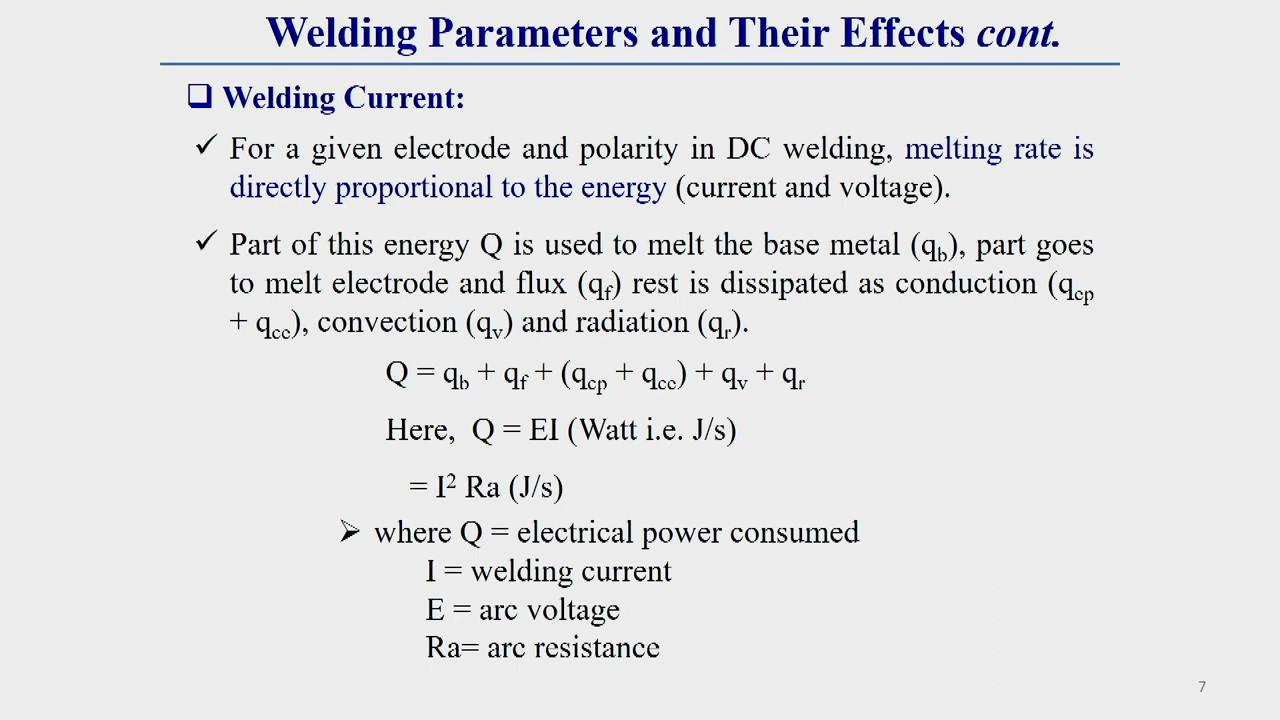 Welding Parameters and Their Effects cont.
❑ Welding Current:
✓ For a given electrode and polarity in DC welding, melting rate is
directly proportional to the energy (current and voltage).
✓ Part of this energy Q is used to melt the base metal (qb), part goes
to melt electrode and flux (qf) rest is dissipated as conduction (qcp
+ qce), convection (qv) and radiation (qr).
Q = qb + qf + (qcp + qce) + qv + qr
Here, Q = EI (Watt i.e. J/s)
= I² Ra (J/s)
➢ where Q = electrical power consumed
I = welding current
E = arc voltage
Ra= arc resistance
7